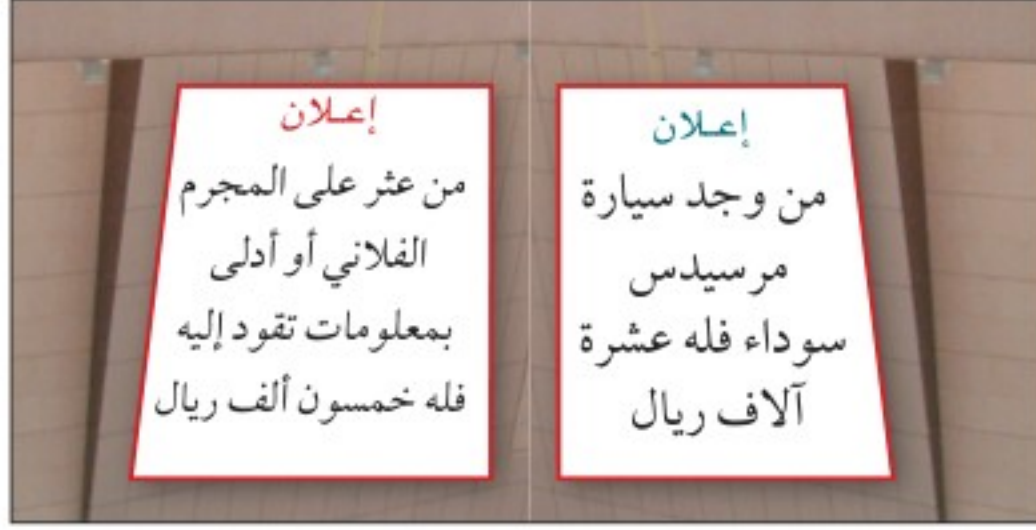 إعلان
من وجد سيارة
مرسيدس
سوداء فله عشرة
آلاف ريال
إعلان
من عثر على المجرم
الفلاني أو أدلى
بمعلومات تقود إليه
فله خمسون ألف ريال